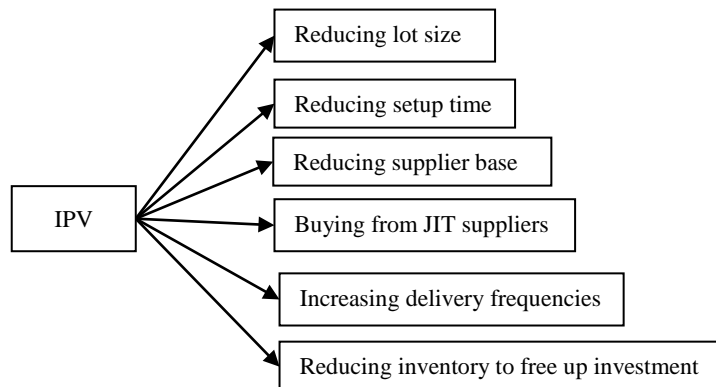 Reducing lot size
Reducing setup time
Reducing supplier base
IPV
Buying from JIT suppliers
Increasing delivery frequencies
Reducing inventory to free up investment